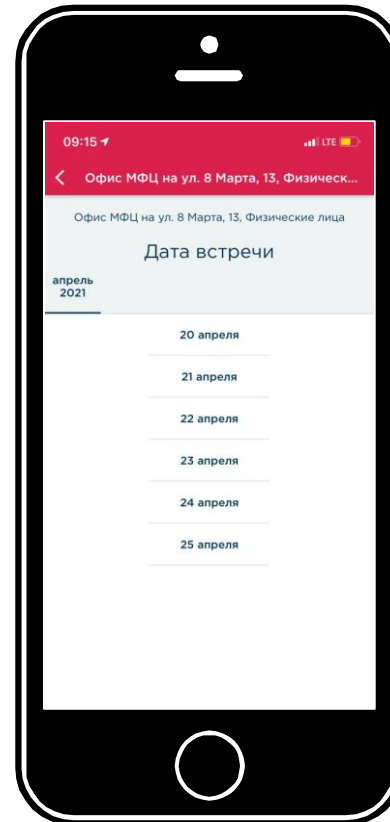 09:15 LTE
Офис МФЦ на ул. 8 Марта, 13, Физическ...
Офис МФЦ на ул. 8 Марта, 13, Физические лица
Дата встречи
апрель
2021
20 апреля
21 апреля
22 апреля
23 апреля
24 апреля
25 апреля